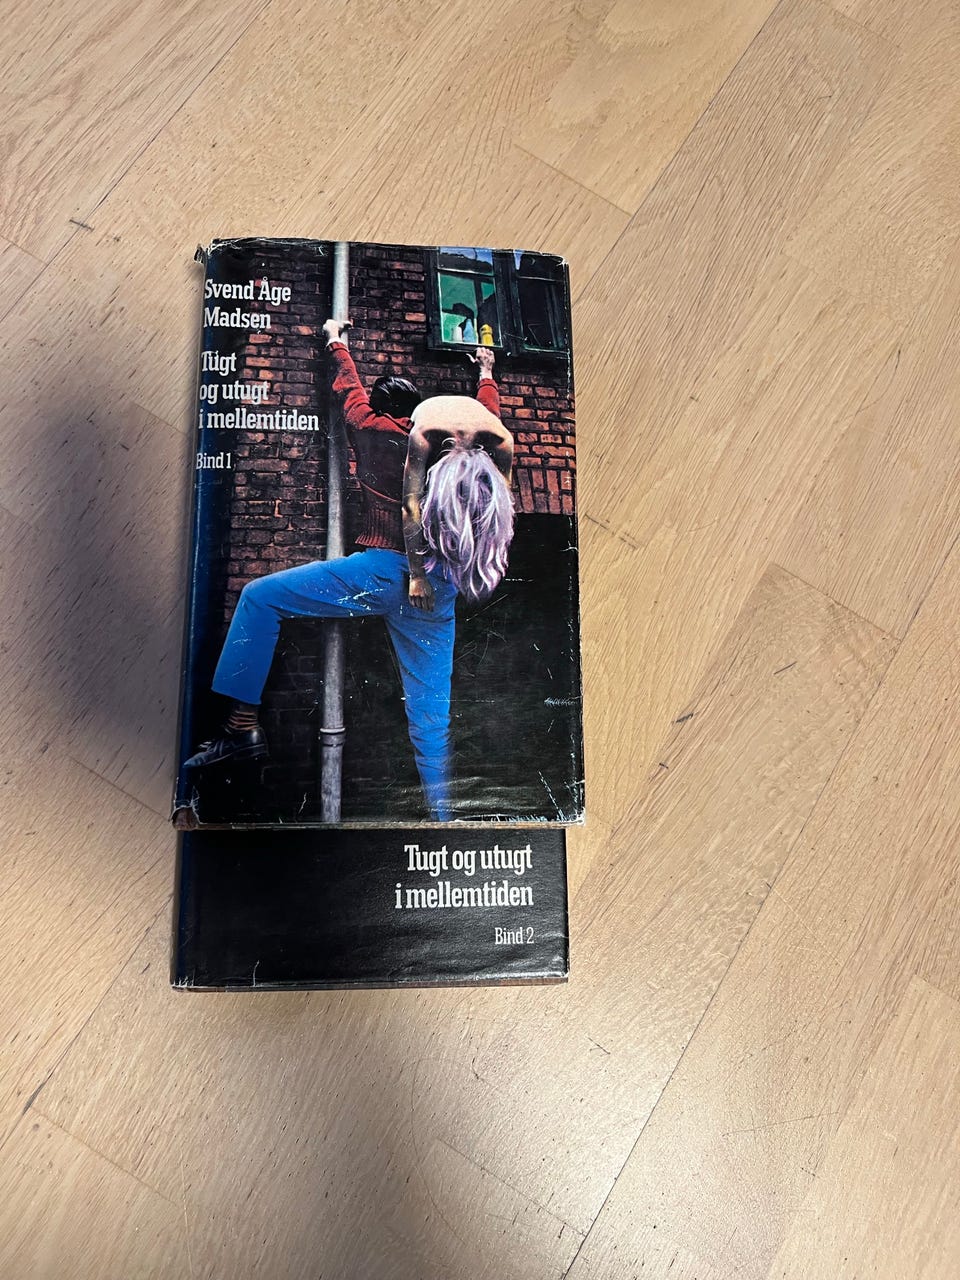 Svend Åge
Madsen
Tugt
og utugt
i mellemtiden
Bind 1
Tugt og utugt
i mellemtiden
Bind 2